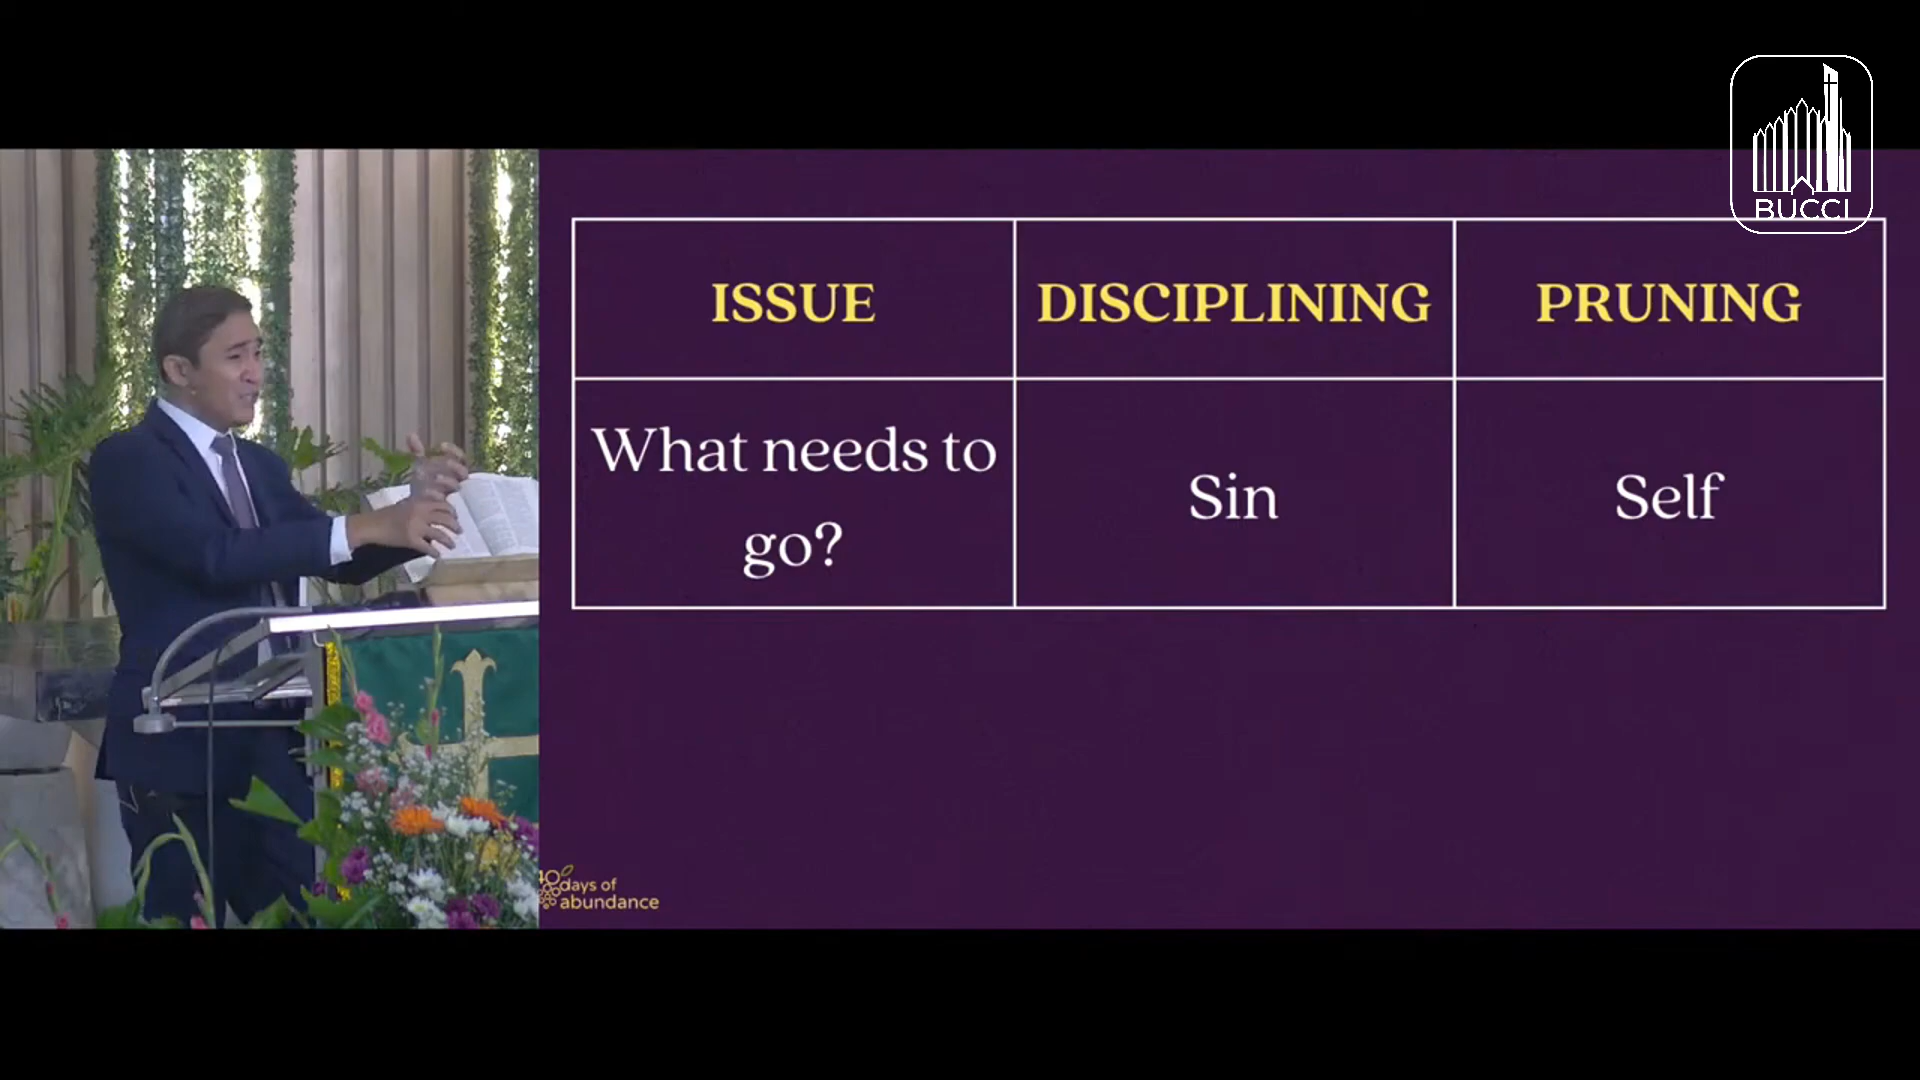 BUCCI
ISSUE
DISCIPLINING
PRUNING
What needs to
go?
Sin
Self
40
days of
abundance